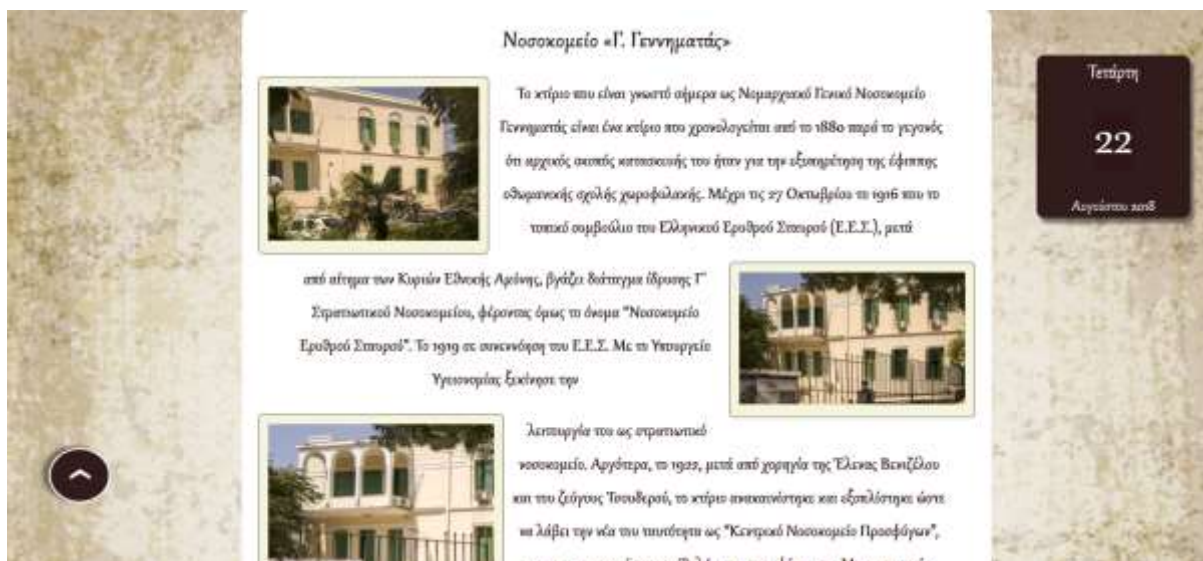 Νοσοκομείο «Γ. Γεννηματάς»
Το κτίριο που είναι γνωστό σήμερα ως Νομαρχιακό Γενικό Νοσοκομείο
Γεννηματάς είναι ένα κτίριο που χρονολογείται από το 1880 παρά το γεγονός
ότι αρχικός σκοπός κατασκευής του ήταν για την εξυπηρέτηση της έφιππης
οθωμανικής σχολής χωροφυλακής. Μέχρι τις 27 Οκτωβρίου το 1916 που το
τοπικό συμβούλιο του Ελληνικού Ερυθρού Σταυρού (Ε.Ε.Σ.), μετά
από αίτημα των Κυριών Εθνικής Αμύνης, βγάζει διάταγμα ίδρυσης Γ'
Στρατιωτικού Νοσοκομείου, φέροντας όμως το όνομα "Νοσοκομείο
Ερυθρού Σταυρού". Το 1919 σε συνεννόηση του Ε.Ε.Σ. Με το Υπουργείο
Υγειονομίας ξεκίνησε την
λειτουργία του ως στρατιωτικό
νοσοκομείο. Αργότερα, το 1922, μετά από χορηγία της Έλενας Βενιζέλου
και του ζεύγους Τσουδερού, το κτίριο ανακαινίστηκε και εξοπλίστηκε ώστε
να λάβει την νέα του ταυτότητα ως "Κεντρικό Νοσοκομείο Προσφύγων",
Τετάρτη
22
Αυγούστου 2018